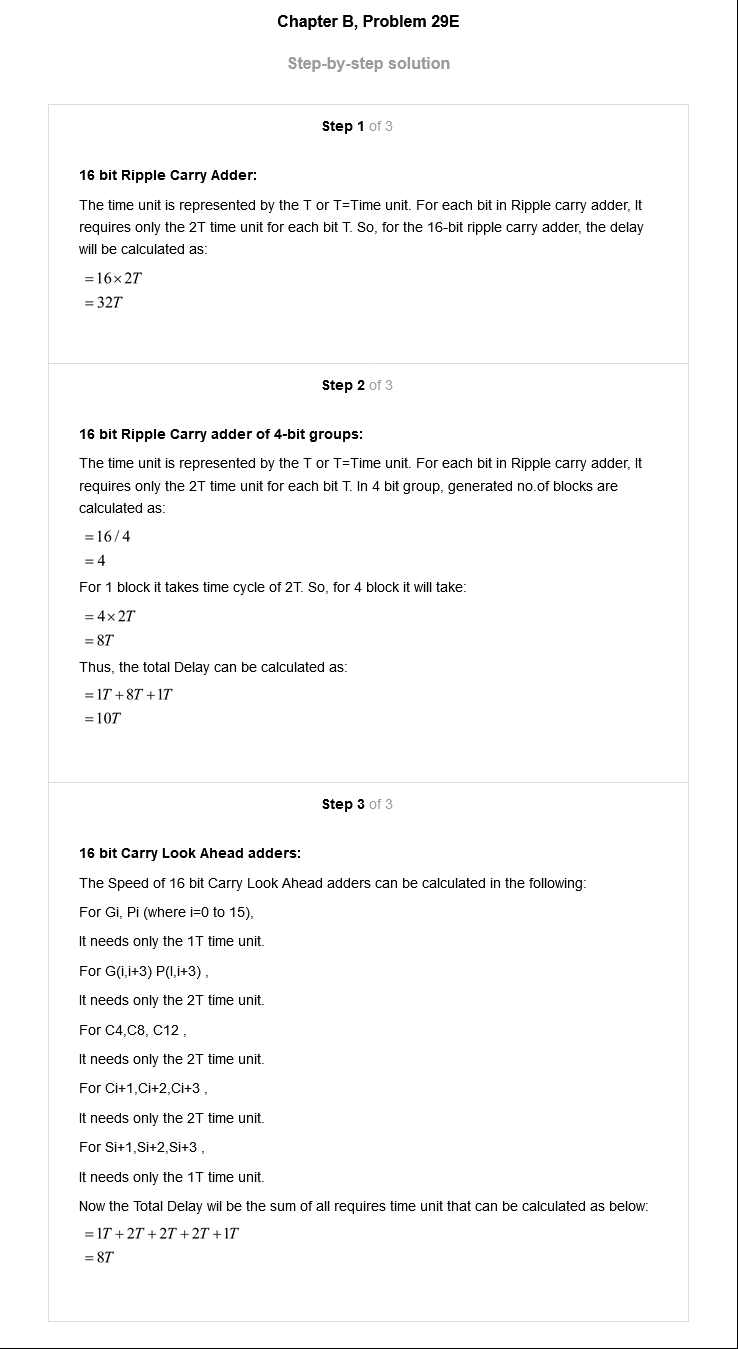 Chapter B, Problem 29E
Step-by-step solution
Step 1 of 3
16 bit Ripple Carry Adder:
The time unit is represented by the T or T=Time unit. For each bit in Ripple carry adder, It
requires only the 2T time unit for each bit T. So, for the 16-bit ripple carry adder, the delay
will be calculated as:
=16×2T
=32T
Step 2 of 3
16 bit Ripple Carry adder of 4-bit groups:
The time unit is represented by the T or T=Time unit. For each bit in Ripple carry adder, It
requires only the 2T time unit for each bit T. In 4 bit group, generated no.of blocks are
calculated as:
=16/4
=4
For 1 block it takes time cycle of 2T. So, for 4 block it will take:
=4×2T
=8T
Thus, the total Delay can be calculated as:
=1T+8T+1T
=10T
Step 3 of 3
16 bit Carry Look Ahead adders:
The Speed of 16 bit Carry Look Ahead adders can be calculated in the following:
For Gi, Pi (where i=0 to 15),
It needs only the 1T time unit.
For G(i,i+3) P(I,i+3) ,
It needs only the 2T time unit.
For C4,C8, C12 ,
It needs only the 2T time unit.
For Ci+1,Ci+2,Ci+3 ,
It needs only the 2T time unit.
For Si+1,Si+2,Si+3 ,
It needs only the 1T time unit.
Now the Total Delay wil be the sum of all requires time unit that can be calculated as below:
=1T+2T+2T+2T+1T
=8T